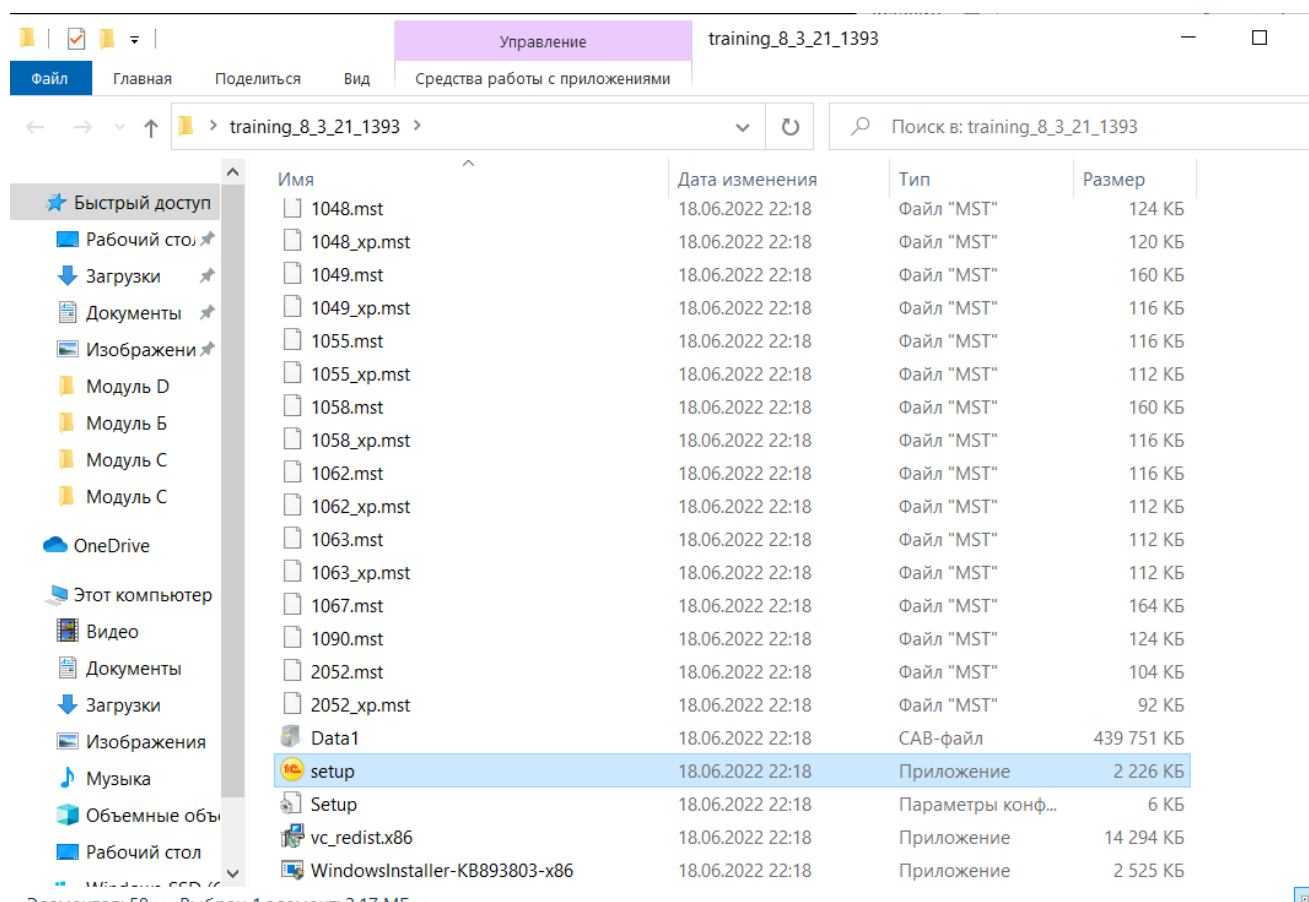 Управление training_8_3_21_1393
Файл Главная Поделиться Вид Средства работы с приложениями
training_8_3_21_1393 Поиск в: training_8_3_21_1393
Имя Дата изменения Тип Размер
Быстрый доступ 1048.mst 18.06.2022 22:18 Файл "MST" 124 КБ
Рабочий сто 1048_xp.mst 18.06.2022 22:18 Файл "MST" 120 КБ
Загрузки 1049.mst 18.06.2022 22:18 Файл "MST" 160 КБ
Документы 1049_xp.mst 18.06.2022 22:18 Файл "MST" 116 КБ
Изображени 1055.mst 18.06.2022 22:18 Файл "MST" 116 КБ
Модуль D 1055_xp.mst 18.06.2022 22:18 Файл "MST" 112 КБ
Модуль Б 1058.mst 18.06.2022 22:18 Файл "MST" 160 КБ
Модуль С 1058_xp.mst 18.06.2022 22:18 Файл "MST" 116 КБ
1062.mst 18.06.2022 22:18 Файл "MST" 116 КБ
Модуль С 1062_xp.mst 18.06.2022 22:18 Файл "MST" 112 КБ
OneDrive 1063.mst 18.06.2022 22:18 Файл "MST" 112 КБ
1063_xp.mst 18.06.2022 22:18 Файл "MST" 112 КБ
Этот компьютер 1067.mst 18.06.2022 22:18 Файл "MST" 164 КБ
Видео 1090.mst 18.06.2022 22:18 Файл "MST" 124 КБ
Документы 2052.mst 18.06.2022 22:18 Файл "MST" 104 КБ
Загрузки 2052_xp.mst 18.06.2022 22:18 Файл "MST" 92 КБ
Изображения Data1 18.06.2022 22:18 CAB-файл 439 751 КБ
Музыка setup 18.06.2022 22:18 Приложение 2 226 КБ
Объемные объ Setup 18.06.2022 22:18 Параметры конф... 6 КБ
Рабочий стол vc_redist.x86 18.06.2022 22:18 Приложение 14 294 КБ
WindowsInstaller-KB893803-x86 18.06.2022 22:18 Приложение 2 525 КБ